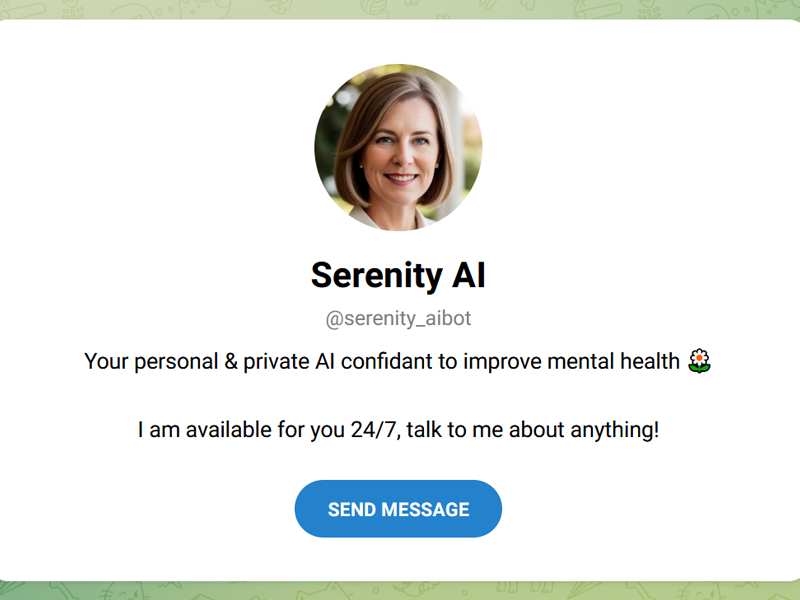 Serenity AI
@serenity_aibot
Your personal & private AI confidant to improve mental health 🌼
I am available for you 24/7, talk to me about anything!
SEND MESSAGE